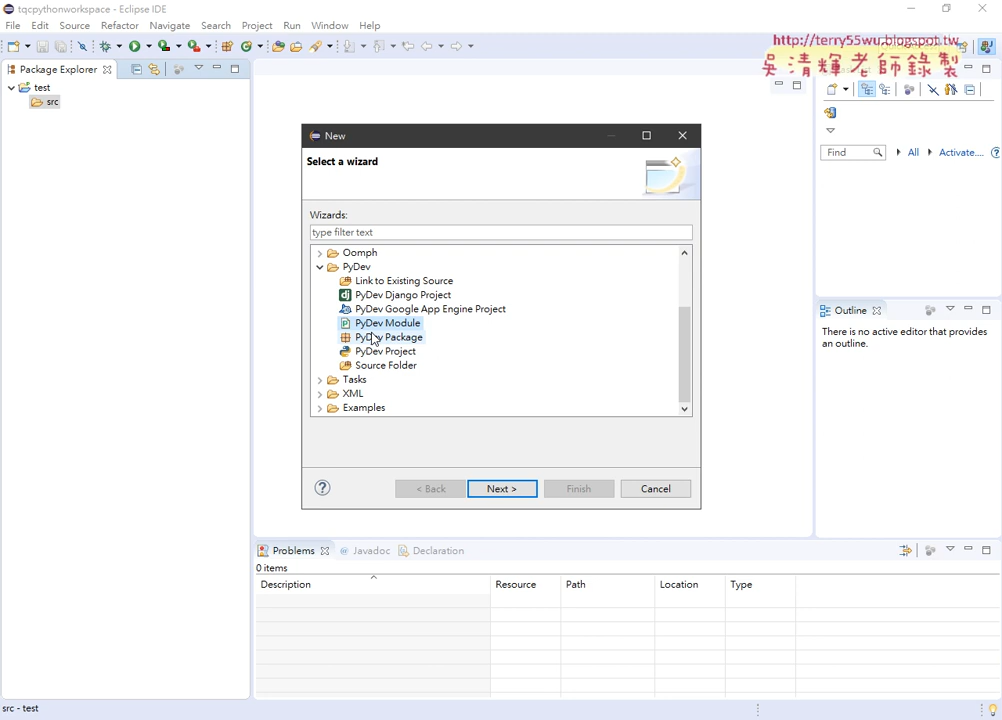 tqcpythonworkspace - Eclipse IDE
File Edit Source Refactor Navigate Search Project Run Window Help
http://terry55wu.blogspot.tw
吳清輝老師錄製
Package Explorer
test
src
Find All Activate...
New
Select a wizard
Wizards:
type filter text
Oomph
PyDev
Link to Existing Source
PyDev Django Project
PyDev Google App Engine Project
PyDev Module
PyDev Package
PyDev Project
Source Folder
Tasks
XML
Examples
< Back Next > Finish Cancel
Outline
There is no active editor that provides
an outline.
Problems @ Javadoc Declaration
0 items
Description Resource Path Location Type
src - test